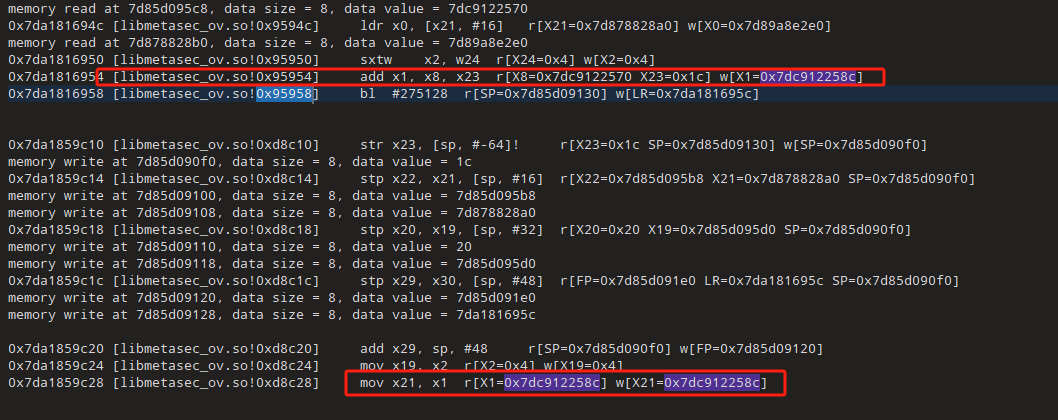 memory read at 7d85d095c8, data size = 8, data value = 7dc9122570
0x7da181694c [libmetasec_ov.so!0x9594c] ldr x0, [x21, #16] r[X21=0x7d878828a0] w[X0=0x7d89a8e2e0]
memory read at 7d878828b0, data size = 8, data value = 7d89a8e2e0
0x7da1816950 [libmetasec_ov.so!0x95950] sxtw x2, w24 r[X24=0x4] w[X2=0x4]
0x7da1816954 [libmetasec_ov.so!0x95954] add x1, x8, x23 r[X8=0x7dc9122570 X23=0x1c] w[X1=0x7dc912258c]
0x7da1816958 [libmetasec_ov.so!0x95958] bl #275128 r[SP=0x7d85d09130] w[LR=0x7da181695c]
0x7da1859c10 [libmetasec_ov.so!0xd8c10] str x23, [sp, #-64]! r[X23=0x1c SP=0x7d85d09130] w[SP=0x7d85d090f0]
memory write at 7d85d090f0, data size = 8, data value = 1c
0x7da1859c14 [libmetasec_ov.so!0xd8c14] stp x22, x21, [sp, #16] r[X22=0x7d85d095b8 X21=0x7d878828a0 SP=0x7d85d090f0]
memory write at 7d85d09100, data size = 8, data value = 7d85d095b8
memory write at 7d85d09108, data size = 8, data value = 7d878828a0
0x7da1859c18 [libmetasec_ov.so!0xd8c18] stp x20, x19, [sp, #32] r[X20=0x20 X19=0x7d85d095d0 SP=0x7d85d090f0]
memory write at 7d85d09110, data size = 8, data value = 20
memory write at 7d85d09118, data size = 8, data value = 7d85d095d0
0x7da1859c1c [libmetasec_ov.so!0xd8c1c] stp x29, x30, [sp, #48] r[FP=0x7d85d091e0 LR=0x7da181695c SP=0x7d85d090f0]
memory write at 7d85d09120, data size = 8, data value = 7d85d091e0
memory write at 7d85d09128, data size = 8, data value = 7da181695c
0x7da1859c20 [libmetasec_ov.so!0xd8c20] add x29, sp, #48 r[SP=0x7d85d090f0] w[FP=0x7d85d09120]
0x7da1859c24 [libmetasec_ov.so!0xd8c24] mov x19, x2 r[X2=0x4] w[X19=0x4]
0x7da1859c28 [libmetasec_ov.so!0xd8c28] mov x21, x1 r[X1=0x7dc912258c] w[X21=0x7dc912258c]